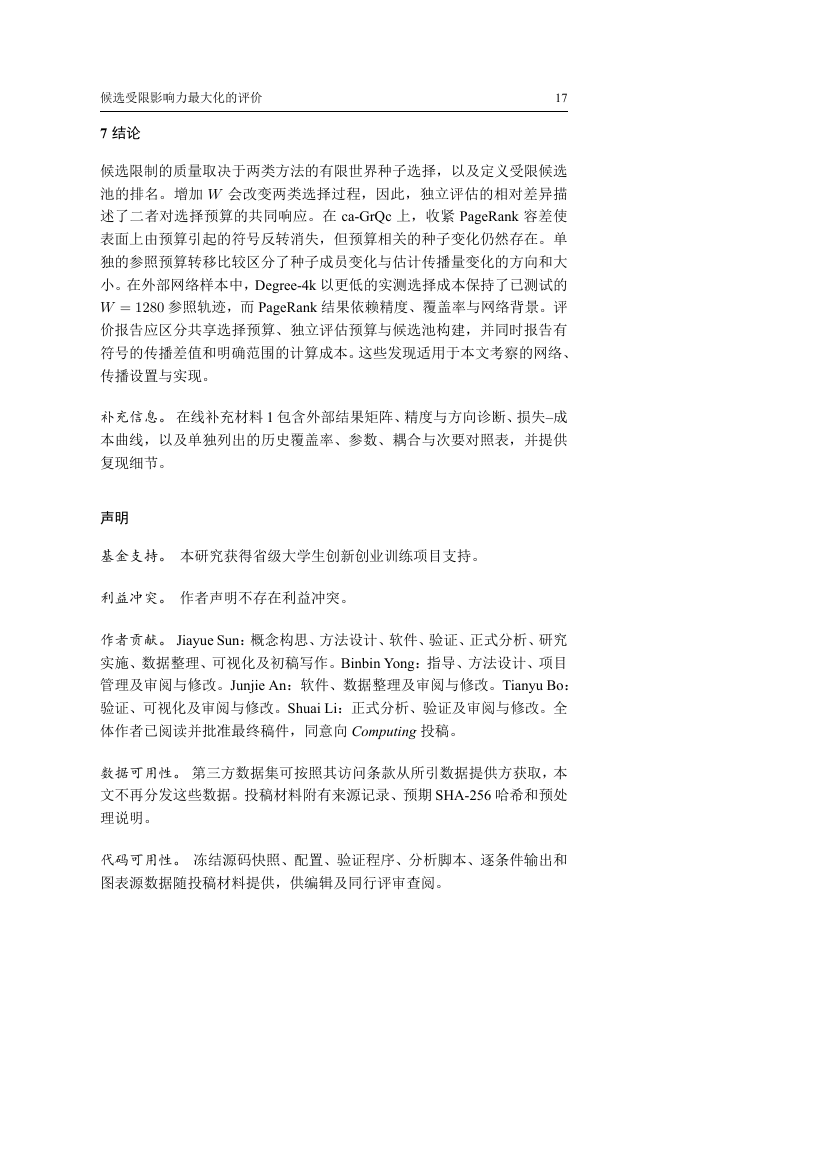 候选受限影响力最大化的评价 17
7 结论
候选限制的质量取决于两类方法的有限世界种子选择，以及定义受限候选
池的排名。增加 W 会改变两类选择过程，因此，独立评估的相对差异描
述了二者对选择预算的共同响应。在 ca-GrQc 上，收紧 PageRank 容差使
表面上由预算引起的符号反转消失，但预算相关的种子变化仍然存在。单
独的参照预算转移比较区分了种子成员变化与估计传播量变化的方向和大
小。在外部网络样本中，Degree-4k 以更低的实测选择成本保持了已测试的
W = 1280 参照轨迹，而 PageRank 结果依赖精度、覆盖率与网络背景。评
价报告应区分共享选择预算、独立评估预算与候选池构建，并同时报告有
符号的传播差值和明确范围的计算成本。这些发现适用于本文考察的网络、
传播设置与实现。
补充信息。 在线补充材料 1 包含外部结果矩阵、精度与方向诊断、损失–成
本曲线，以及单独列出的历史覆盖率、参数、耦合与次要对照表，并提供
复现细节。
声明
基金支持。 本研究获得省级大学生创新创业训练项目支持。
利益冲突。 作者声明不存在利益冲突。
作者贡献。 Jiayue Sun：概念构思、方法设计、软件、验证、正式分析、研究
实施、数据整理、可视化及初稿写作。Binbin Yong：指导、方法设计、项目
管理及审阅与修改。Junjie An：软件、数据整理及审阅与修改。Tianyu Bo：
验证、可视化及审阅与修改。Shuai Li：正式分析、验证及审阅与修改。全
体作者已阅读并批准最终稿件，同意向 Computing 投稿。
数据可用性。 第三方数据集可按照其访问条款从所引数据提供方获取，本
文不再分发这些数据。投稿材料附有来源记录、预期 SHA-256 哈希和预处
理说明。
代码可用性。 冻结源码快照、配置、验证程序、分析脚本、逐条件输出和
图表源数据随投稿材料提供，供编辑及同行评审查阅。